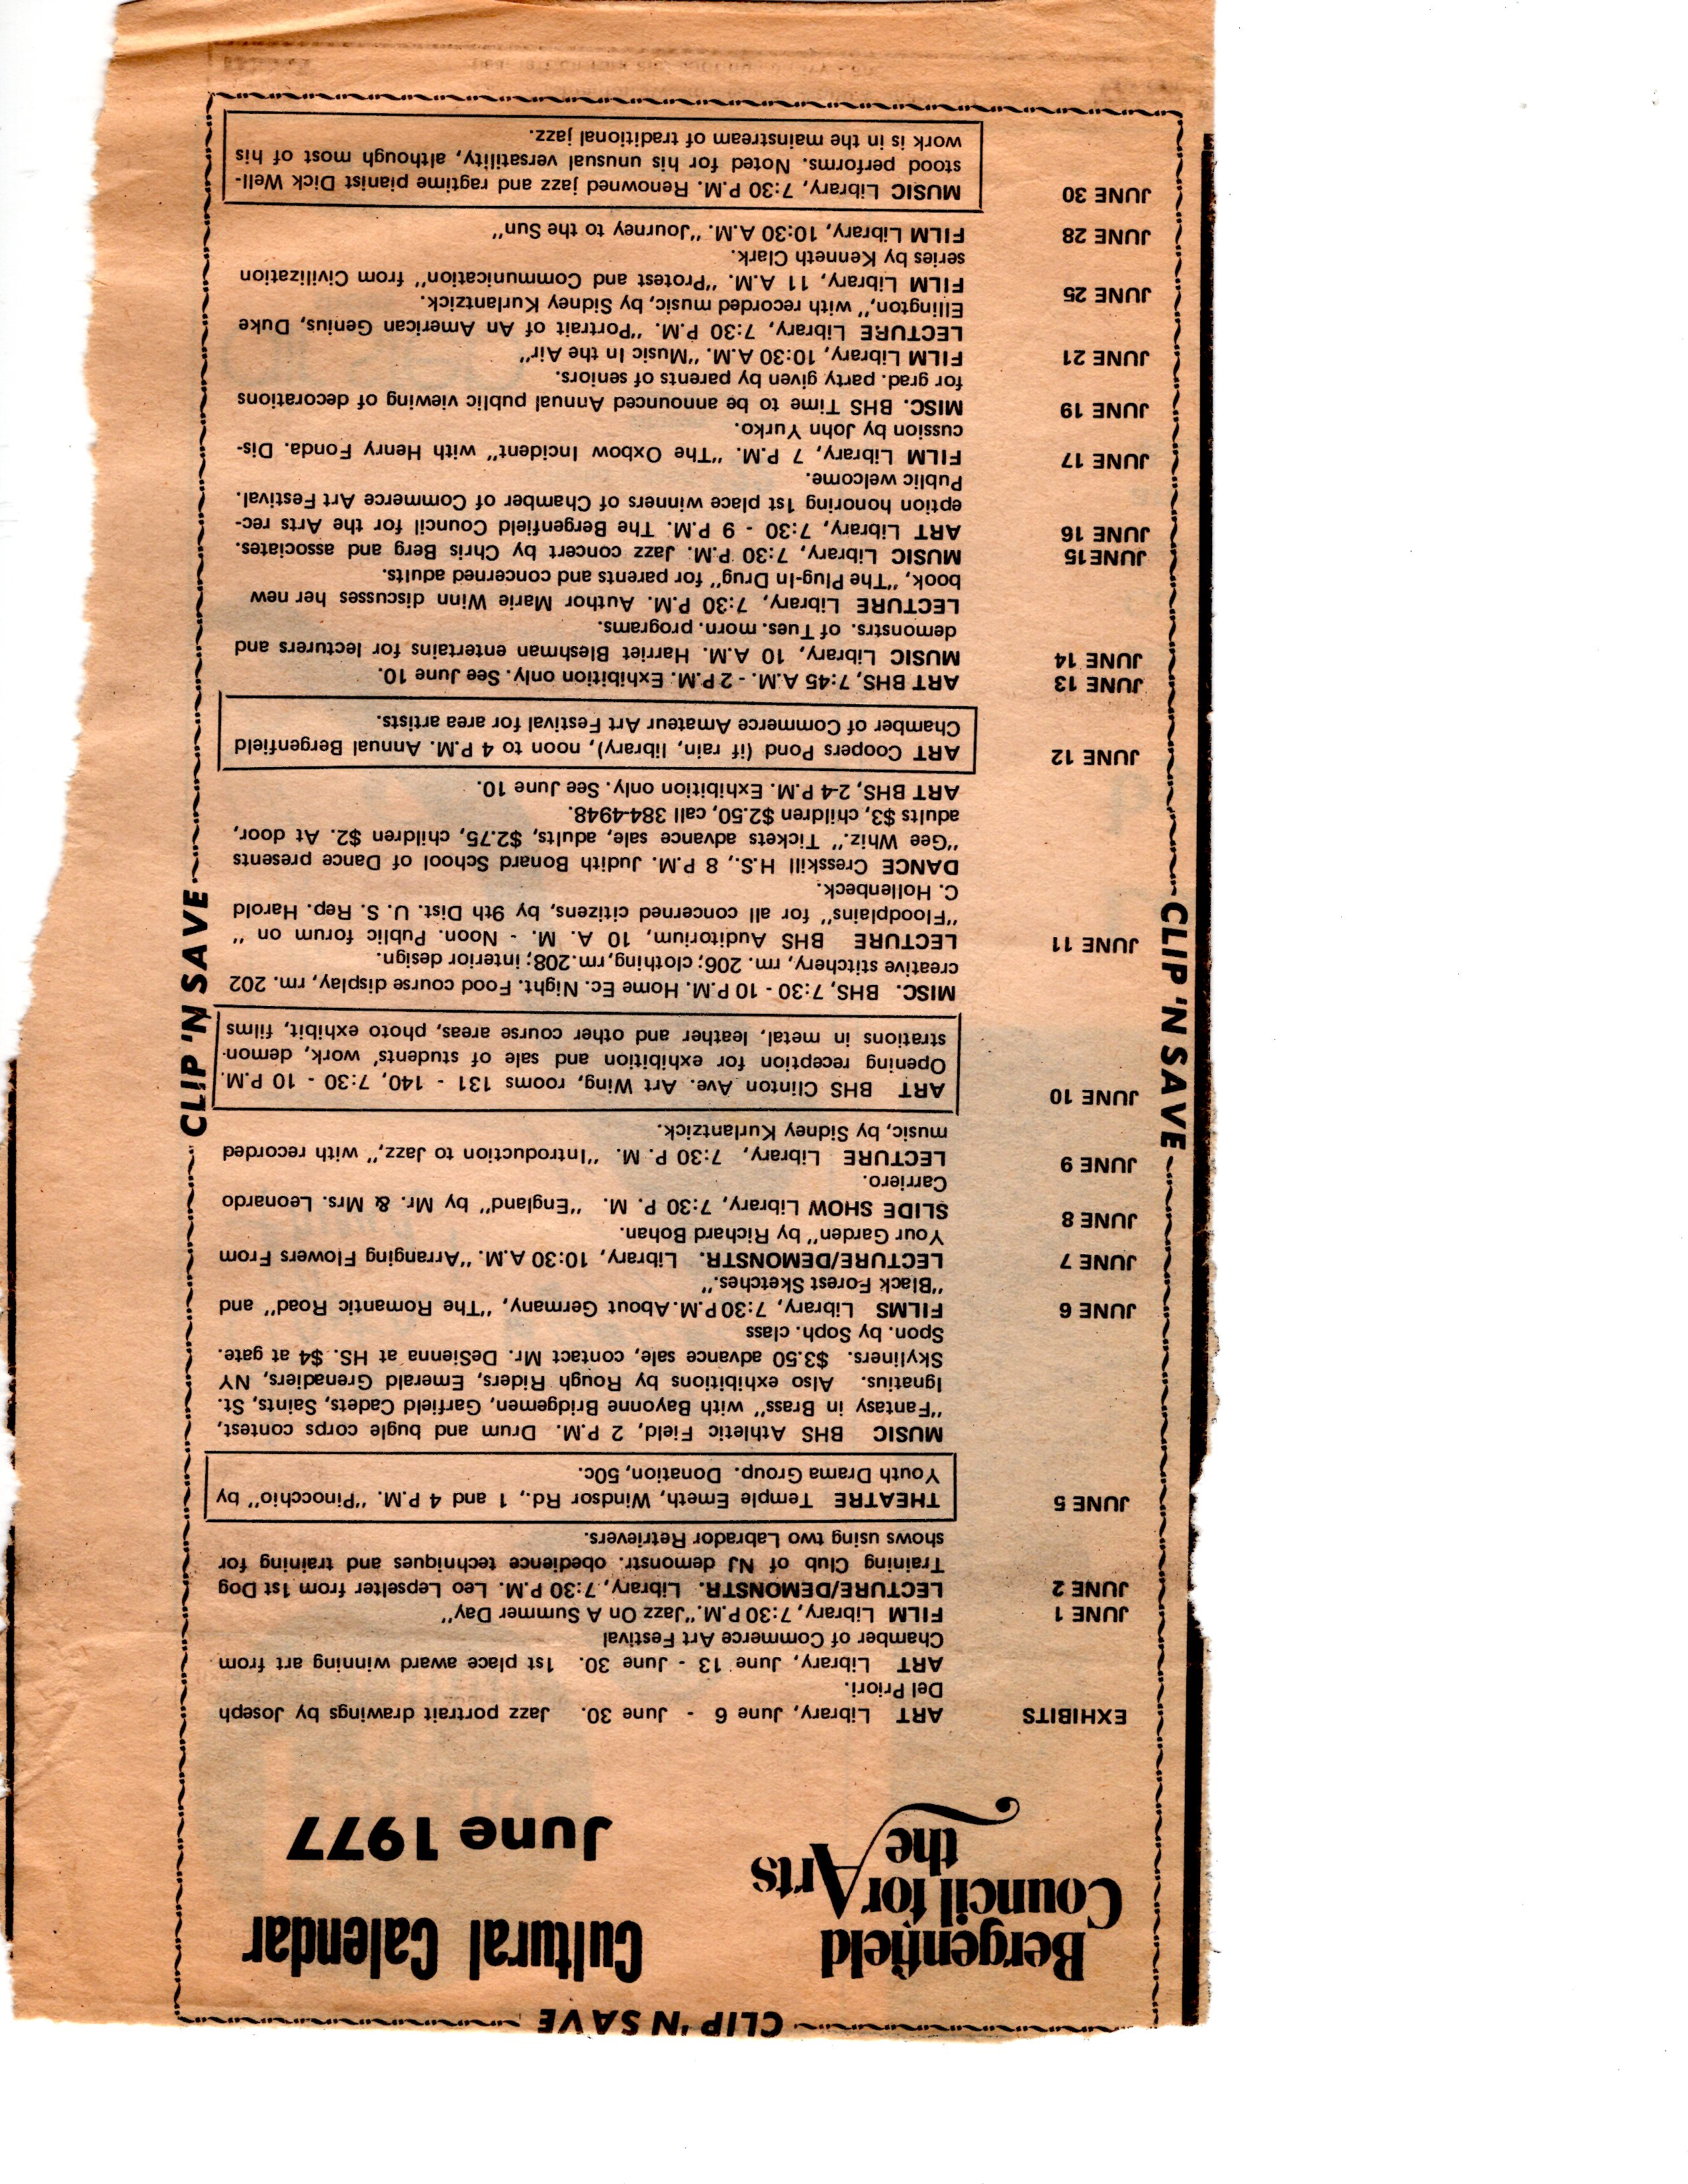 CLIP 'N SAVE
Bergenfield
Council for
the Arts
Cultural Calendar
June 1977
CLIP 'N SAVE
CLIP 'N SAVE
EXHIBITS ART Library, June 6 - June 30. Jazz portrait drawings by Joseph
Del Priori.
ART Library, June 13 - June 30. 1st place award winning art from
Chamber of Commerce Art Festival
JUNE 1 FILM Library, 7:30 P.M. "Jazz On A Summer Day"
JUNE 2 LECTURE/DEMONSTR. Library, 7:30 P.M. Leo Lepselter from 1st Dog
Training Club of NJ demonstr. obedience techniques and training for
shows using two Labrador Retrievers.
JUNE 5 THEATRE Temple Emeth, Windsor Rd., 1 and 4 P.M. "Pinocchio" by
Youth Drama Group. Donation, 50c.
MUSIC BHS Athletic Field, 2 P.M. Drum and bugle corps contest,
"Fantasy in Brass" with Bayonne Bridgemen, Garfield Cadets, Saints, St.
Ignatius. Also exhibitions by Rough Riders, Emerald Grenadiers, NY
Skyliners. $3.50 advance sale, contact Mr. DeSienna at HS. $4 at gate.
Spon. by Soph. class
JUNE 6 FILMS Library, 7:30 P.M. About Germany, "The Romantic Road" and
"Black Forest Sketches."
JUNE 7 LECTURE/DEMONSTR. Library, 10:30 A.M. "Arranging Flowers From
Your Garden" by Richard Bohan.
JUNE 8 SLIDE SHOW Library, 7:30 P. M. "England" by Mr. & Mrs. Leonardo
Carriero.
JUNE 9 LECTURE Library, 7:30 P. M. "Introduction to Jazz," with recorded
music, by Sidney Kurlantzick.
JUNE 10 ART BHS Clinton Ave. Art Wing, rooms 131 - 140, 7:30 - 10 P.M.
Opening reception for exhibition and sale of students' work, demon-
strations in metal, leather and other course areas, photo exhibit, films
MISC. BHS, 7:30 - 10 P.M. Home Ec. Night. Food course display, rm. 202
creative stitchery, rm. 206; clothing, rm. 208; interior design.
JUNE 11 LECTURE BHS Auditorium, 10 A. M. - Noon. Public forum on "
"Floodplains" for all concerned citizens, by 9th Dist. U. S. Rep. Harold
C. Hollenbeck.
DANCE Cresskill H.S., 8 P.M. Judith Bonard School of Dance presents
"Gee Whiz." Tickets advance sale, adults, $2.75, children $2. At door,
adults $3, children $2.50, call 384-4948.
ART BHS, 2-4 P.M. Exhibition only. See June 10.
JUNE 12 ART Coopers Pond (if rain, library), noon to 4 P.M. Annual Bergenfield
Chamber of Commerce Amateur Art Festival for area artists.
JUNE 13 ART BHS, 7:45 A.M. - 2 P.M. Exhibition only. See June 10.
JUNE 14 MUSIC Library, 10 A.M. Harriet Bleshman entertains for lecturers and
demonstrs. of Tues. morn. programs.
LECTURE Library, 7:30 P.M. Author Marie Winn discusses her new
book, "The Plug-In Drug" for parents and concerned adults.
JUNE15 MUSIC Library, 7:30 P.M. Jazz concert by Chris Berg and associates.
JUNE 16 ART Library, 7:30 - 9 P.M. The Bergenfield Council for the Arts rec-
eption honoring 1st place winners of Chamber of Commerce Art Festival.
Public welcome.
JUNE 17 FILM Library, 7 P.M. "The Oxbow Incident" with Henry Fonda. Dis-
cussion by John Yurko.
JUNE 19 MISC. BHS Time to be announced Annual public viewing of decorations
for grad. party given by parents of seniors.
JUNE 21 FILM Library, 10:30 A.M. "Music In the Air"
LECTURE Library, 7:30 P.M. "Portrait of An American Genius, Duke
Ellington," with recorded music, by Sidney Kurlantzick.
JUNE 25 FILM Library, 11 A.M. "Protest and Communication" from Civilization
series by Kenneth Clark.
JUNE 28 FILM Library, 10:30 A.M. "Journey to the Sun"
JUNE 30 MUSIC Library, 7:30 P.M. Renowned jazz and ragtime pianist Dick Well-
stood performs. Noted for his unusual versatility, although most of his
work is in the mainstream of traditional jazz.